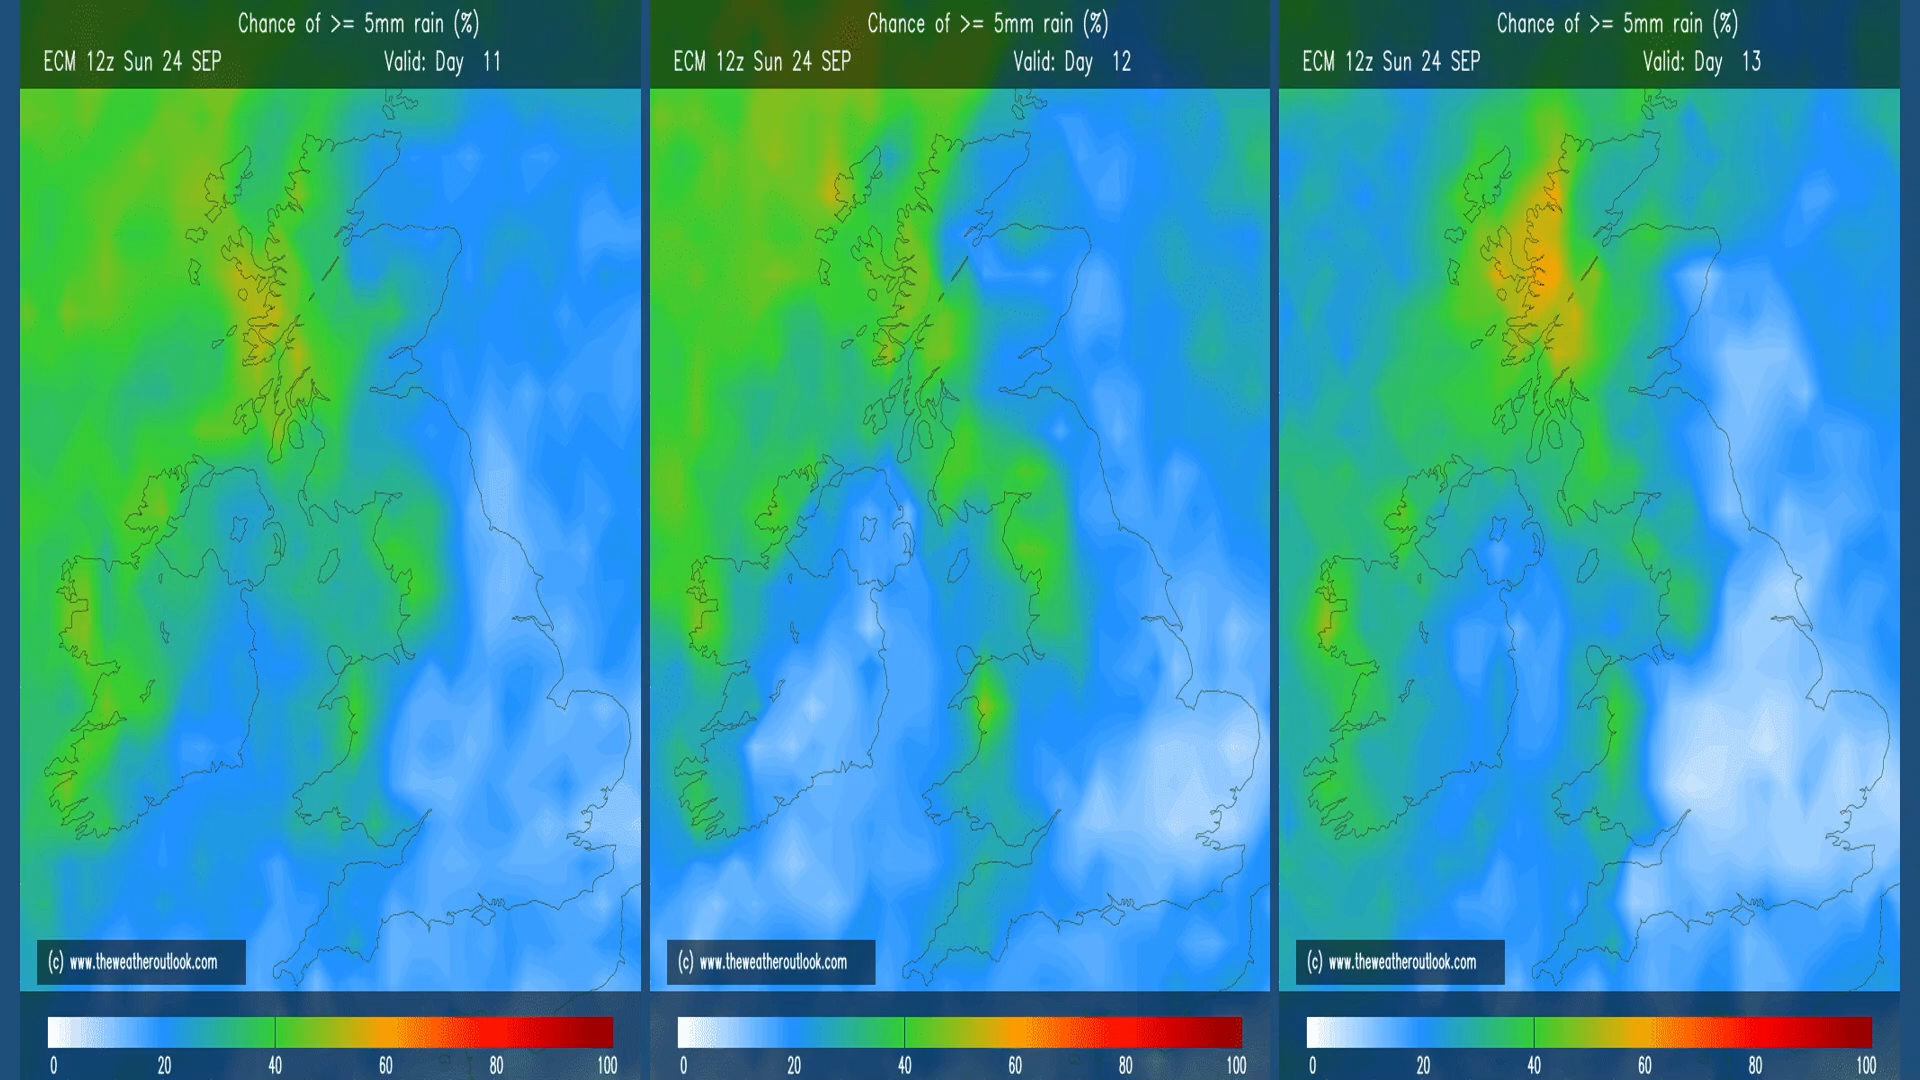 Chance of >= 5mm rain (%)
ECM 12z Sun 24 SEP Valid: Day 11
(c) www.theweatheroutlook.com
0 20 40 60 80 100
Chance of >= 5mm rain (%)
ECM 12z Sun 24 SEP Valid: Day 12
(c) www.theweatheroutlook.com
0 20 40 60 80 100
Chance of >= 5mm rain (%)
ECM 12z Sun 24 SEP Valid: Day 13
(c) www.theweatheroutlook.com
0 20 40 60 80 100